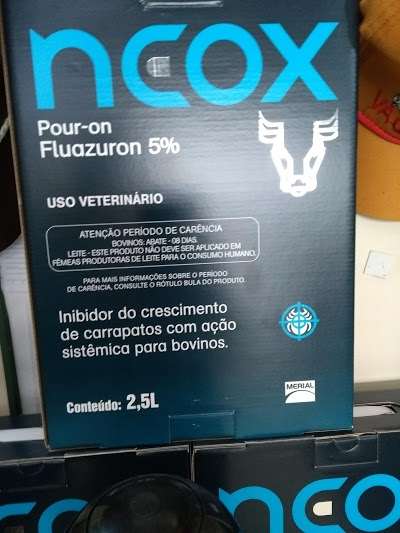 ncox
Pour-on
Fluazuron 5%
USO VETERINÁRIO
ATENÇÃO PERÍODO DE CARÊNCIA
BOVINOS: ABATE - 08 DIAS.
LEITE - ESTE PRODUTO NÃO DEVE SER APLICADO EM
FÊMEAS PRODUTORAS DE LEITE PARA O CONSUMO HUMANO.
PARA MAIS INFORMAÇÕES SOBRE O PERÍODO
DE CARÊNCIA, CONSULTE O RÓTULO BULA DO PRODUTO.
Inibidor do crescimento
de carrapatos com ação
sistêmica para bovinos.
Conteúdo: 2,5L
MERIAL
nco